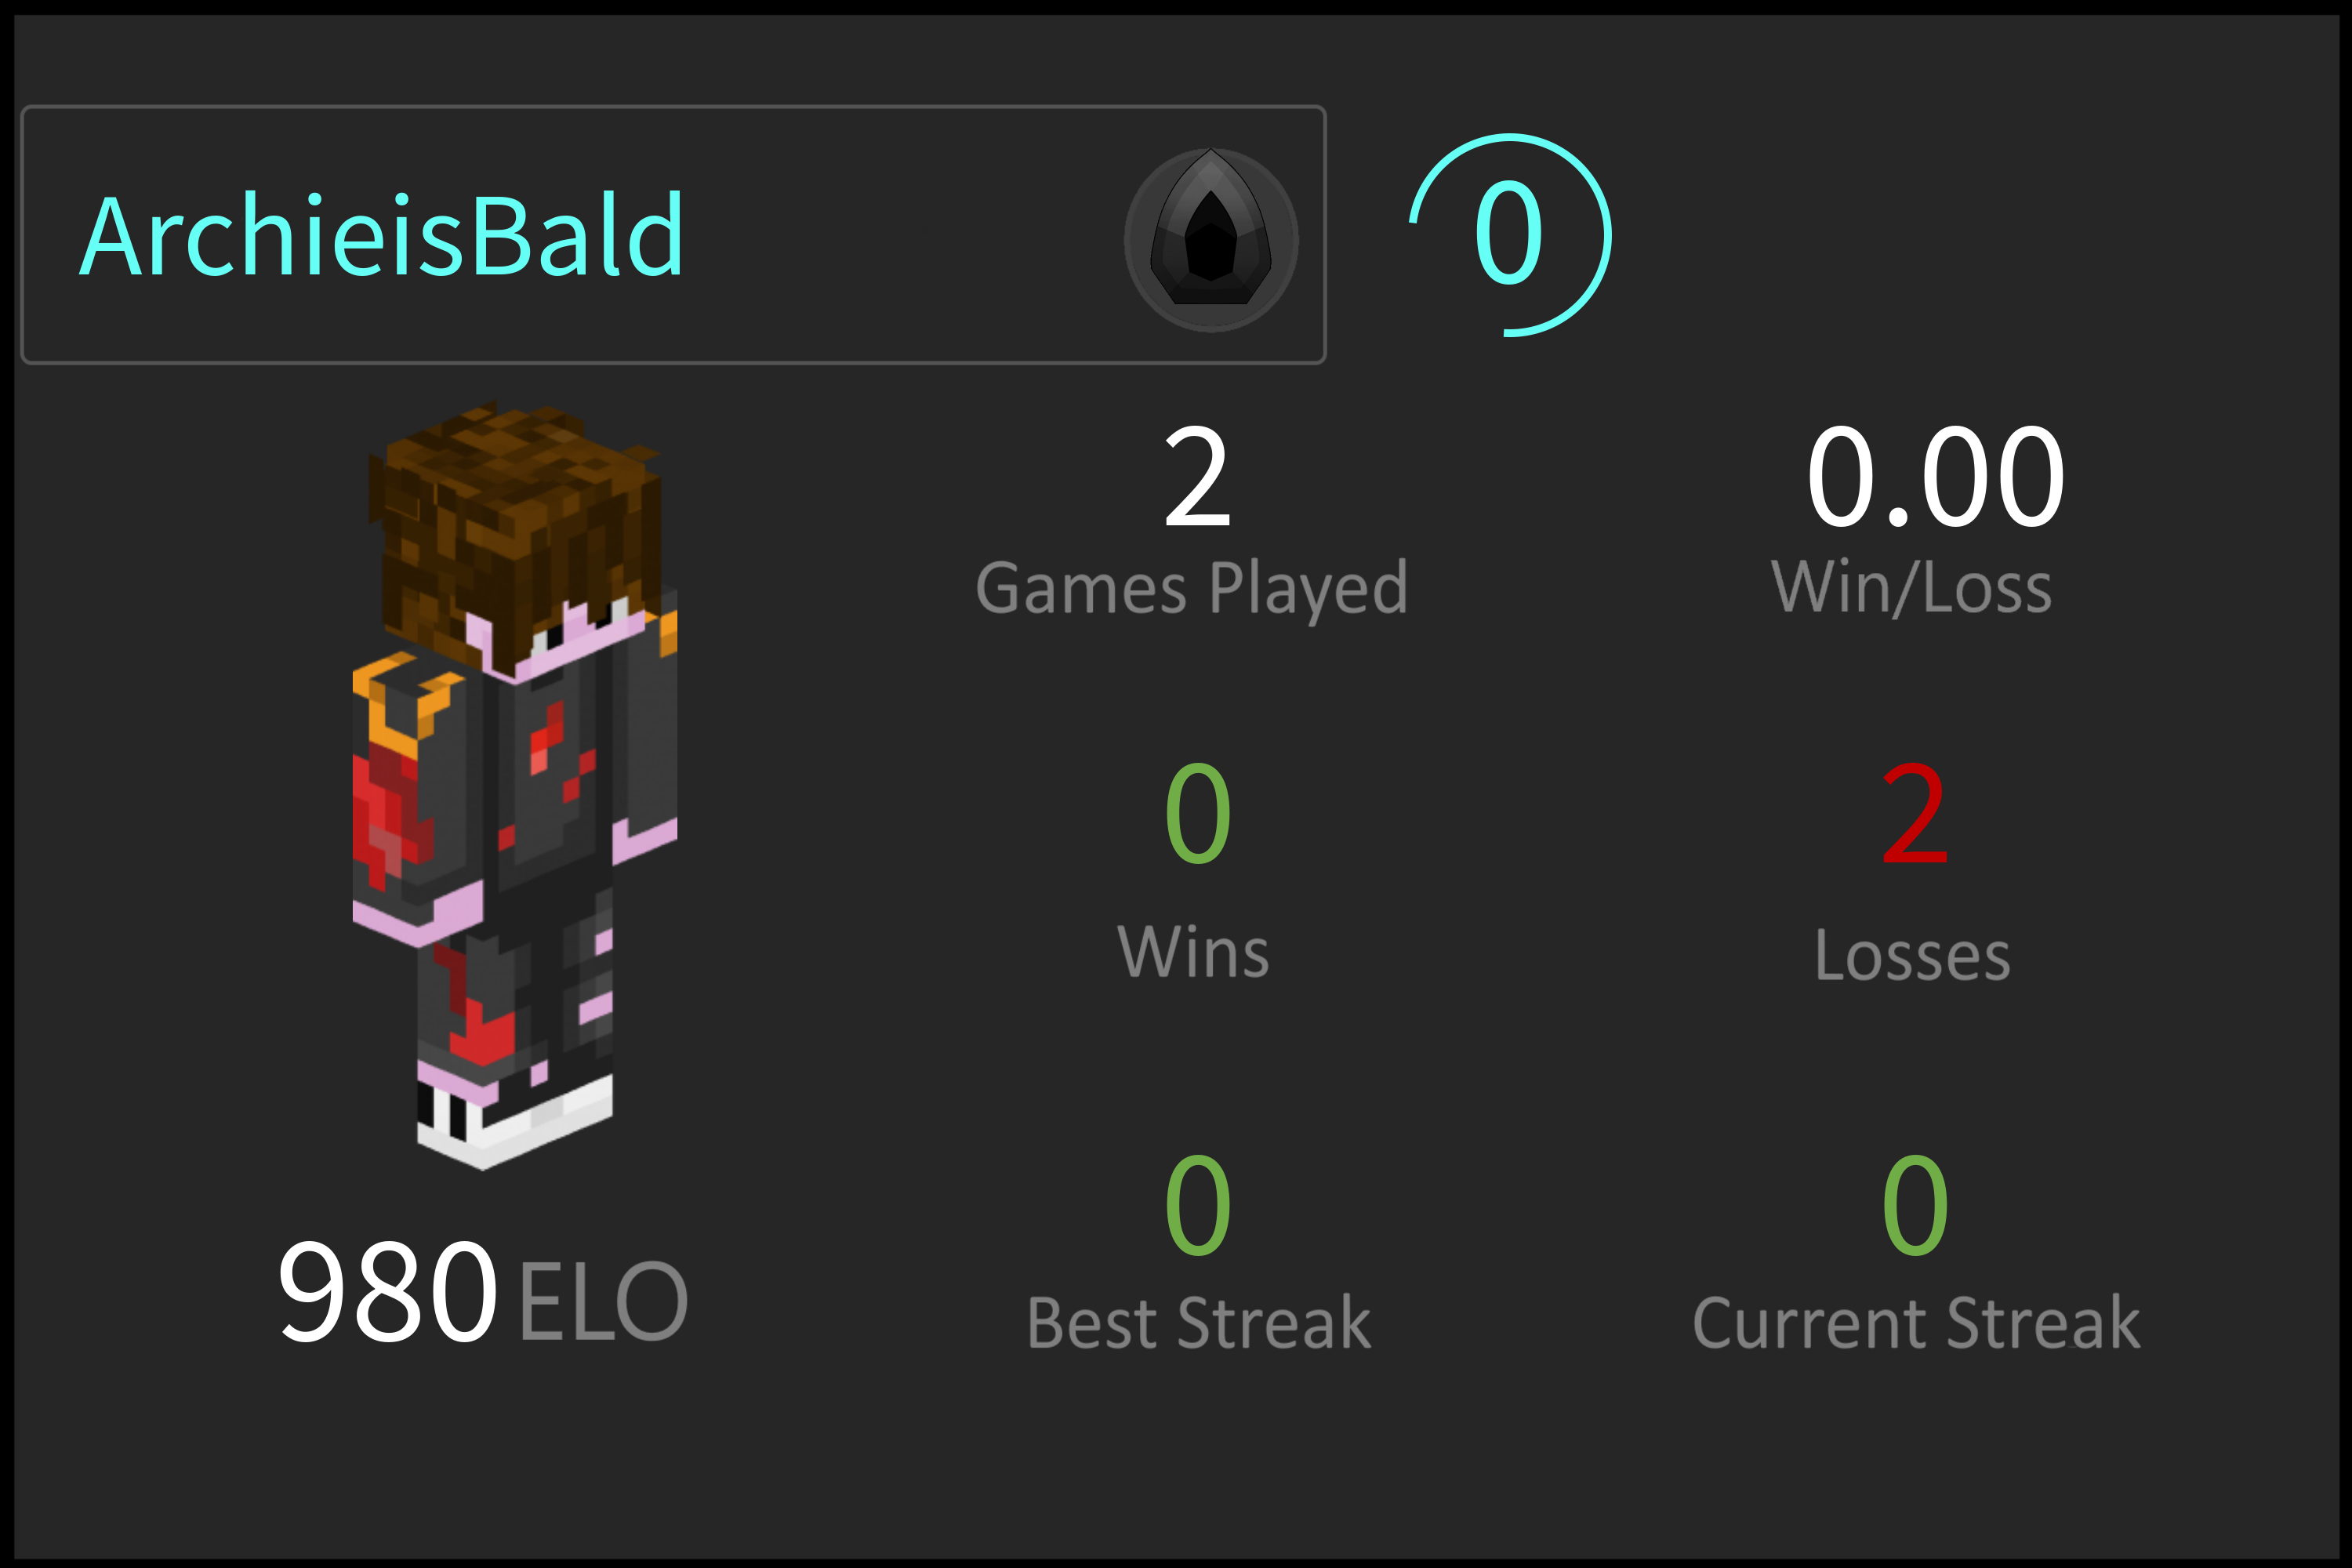 ArchieisBald
0
2
0.00
Games Played
Win/Loss
0
2
Wins
Losses
0
0
Best Streak
Current Streak
980 ELO